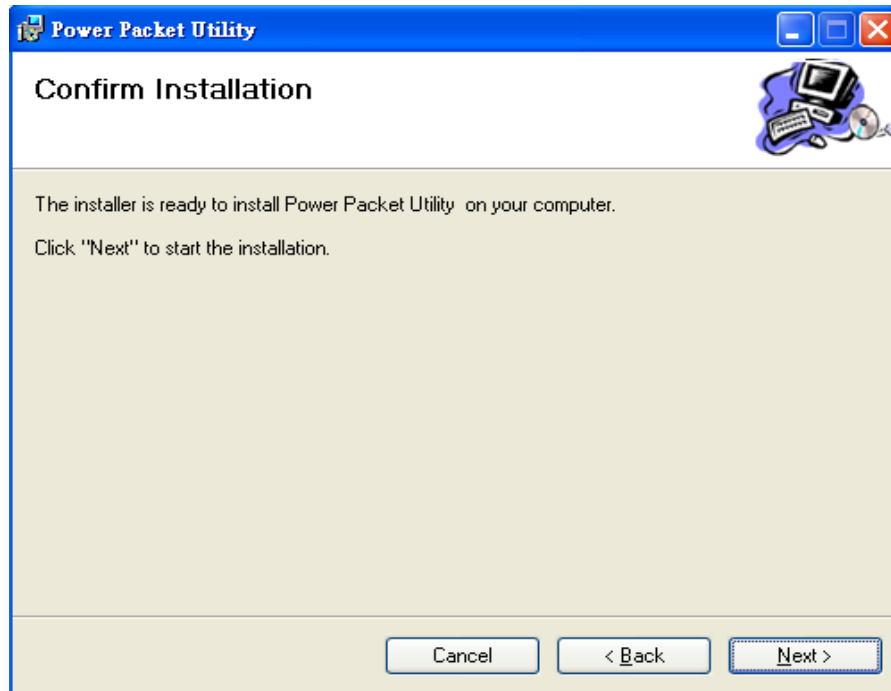 Power Packet Utility
Confirm Installation
The installer is ready to install Power Packet Utility  on your computer.
Click "Next" to start the installation.
Cancel
< Back
Next >